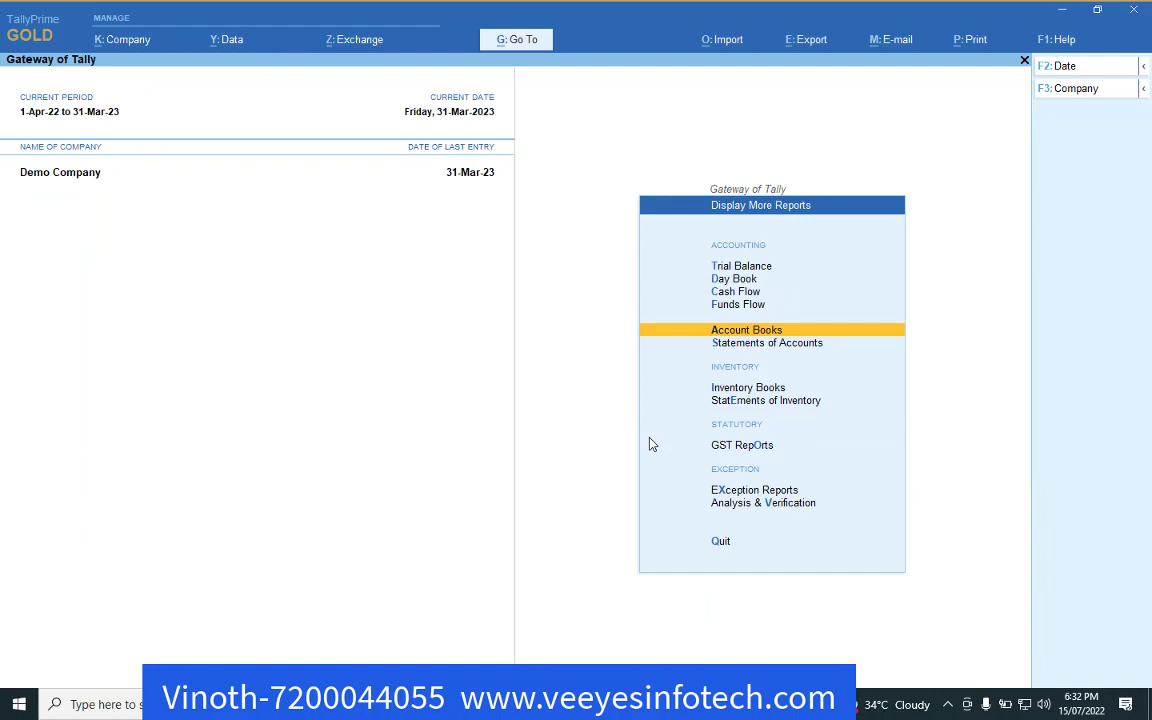 TallyPrime
GOLD
MANAGE
K: Company
Y: Data
Z: Exchange
G: Go To
O: Import
E: Export
M: E-mail
P: Print
F1: Help
Gateway of Tally
F2: Date
F3: Company
CURRENT PERIOD
CURRENT DATE
1-Apr-22 to 31-Mar-23
Friday, 31-Mar-2023
NAME OF COMPANY
DATE OF LAST ENTRY
Demo Company
31-Mar-23
Gateway of Tally
Display More Reports
ACCOUNTING
Trial Balance
Day Book
Cash Flow
Funds Flow
Account Books
Statements of Accounts
INVENTORY
Inventory Books
StatEments of Inventory
STATUTORY
GST RepOrts
EXCEPTION
EXception Reports
Analysis & Verification
Quit
Vinoth-7200044055 www.veeyesinfotech.com
Type here to s
34°C Cloudy
6:32 PM
15/07/2022